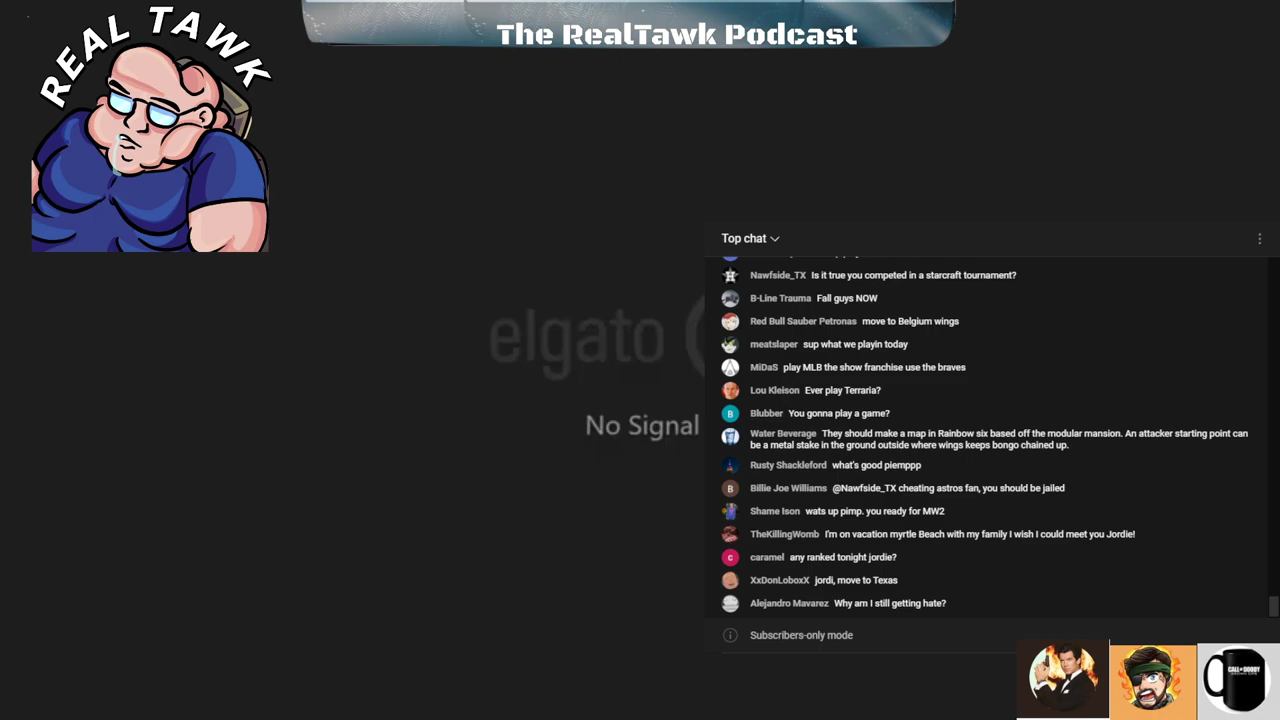 REAL TAWK
The RealTawk Podcast
elgato
No Signal
Top chat
Nawfside_TX Is it true you competed in a starcraft tournament?
B-Line Trauma Fall guys NOW
Red Bull Sauber Petronas move to Belgium wings
meatslaper sup what we playin today
MiDaS play MLB the show franchise use the braves
Lou Kleison Ever play Terraria?
B Blubber You gonna play a game?
Water Beverage They should make a map in Rainbow six based off the modular mansion. An attacker starting point can
be a metal stake in the ground outside where wings keeps bongo chained up.
Rusty Shackleford what's good piemppp
B Billie Joe Williams @Nawfside_TX cheating astros fan, you should be jailed
Shame Ison wats up pimp. you ready for MW2
TheKillingWomb I'm on vacation myrtle Beach with my family I wish I could meet you Jordie!
c caramel any ranked tonight jordie?
XxDonLoboxX jordi, move to Texas
Alejandro Mavarez Why am I still getting hate?
Subscribers-only mode
CALL OF DOODY